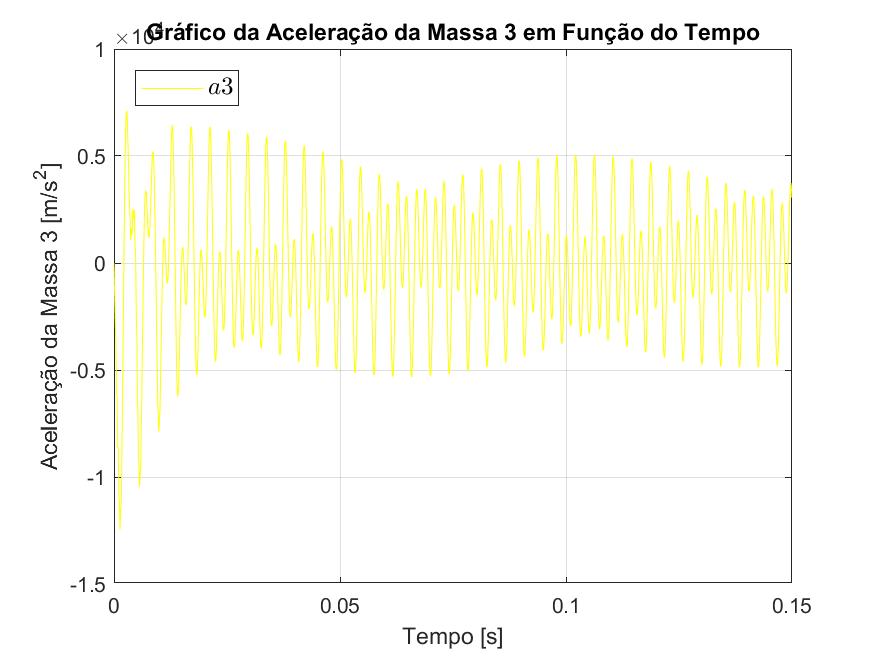 Gráfico da Aceleração da Massa 3 em Função do Tempo
×10
a3
1
0.5
0
-0.5
-1
-1.5
Aceleração da Massa 3 [m/s²]
0 0.05 0.1 0.15
Tempo [s]